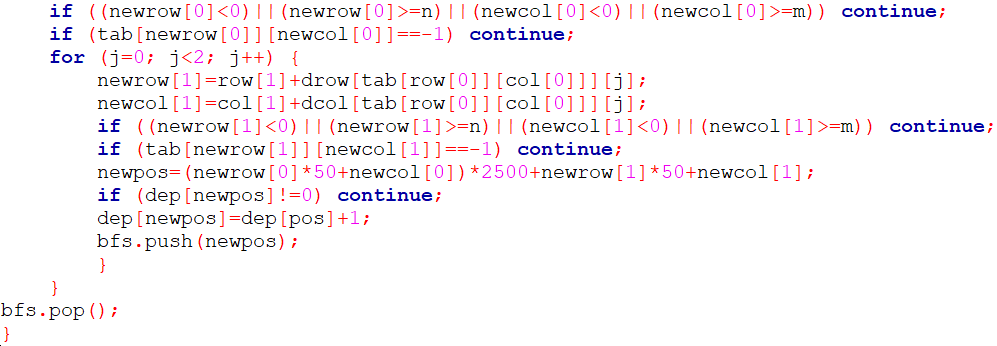 if ((newrow[0]<0)||(newrow[0]>=n)||(newcol[0]<0)||(newcol[0]>=m)) continue;
if (tab[newrow[0]][newcol[0]]==-1) continue;
for (j=0; j<2; j++) {
newrow[1]=row[1]+drow[tab[row[0]][col[0]]][j];
newcol[1]=col[1]+dcol[tab[row[0]][col[0]]][j];
if ((newrow[1]<0)||(newrow[1]>=n)||(newcol[1]<0)||(newcol[1]>=m)) continue;
if (tab[newrow[1]][newcol[1]]==-1) continue;
newpos=(newrow[0]*50+newcol[0])*2500+newrow[1]*50+newcol[1];
if (dep[newpos]!=0) continue;
dep[newpos]=dep[pos]+1;
bfs.push(newpos);
}
}
bfs.pop();
}